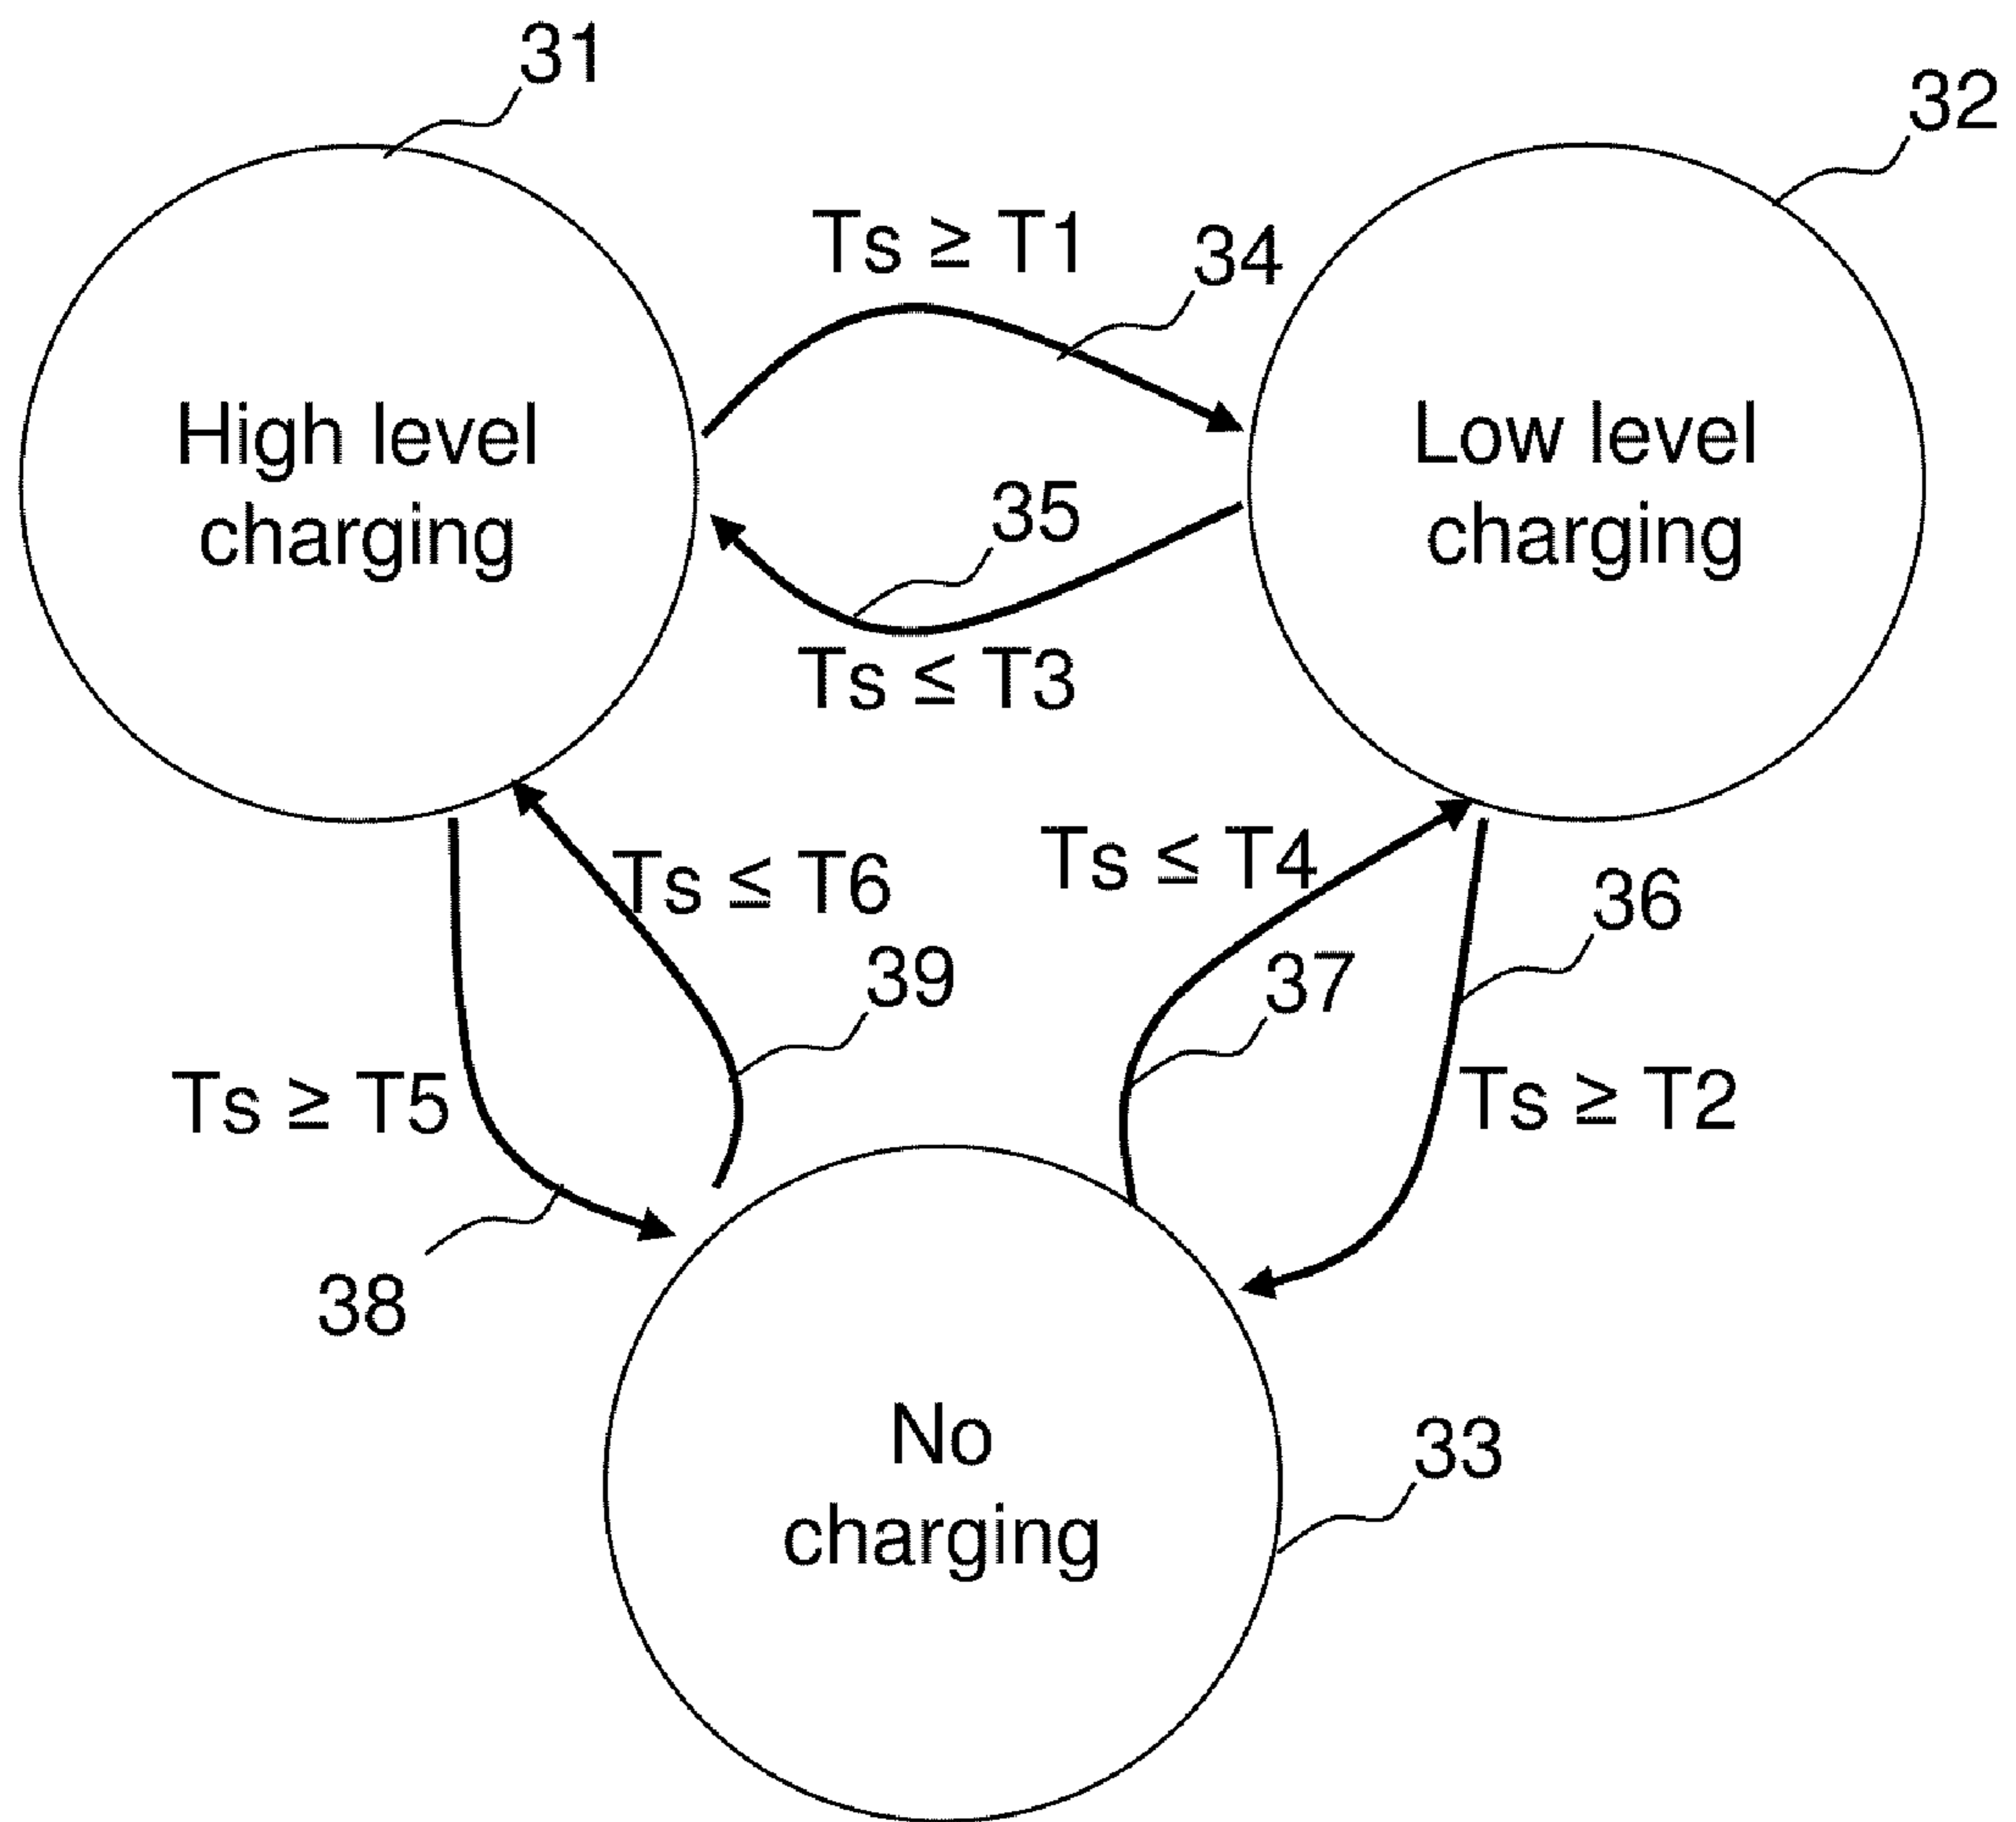 31
32
Ts ≥ T1
34
High level
charging
Low level
charging
35
Ts ≤ T3
Ts ≤ T6
Ts ≤ T4
36
39
37
Ts ≥ T5
Ts ≥ T2
38
No
charging
33